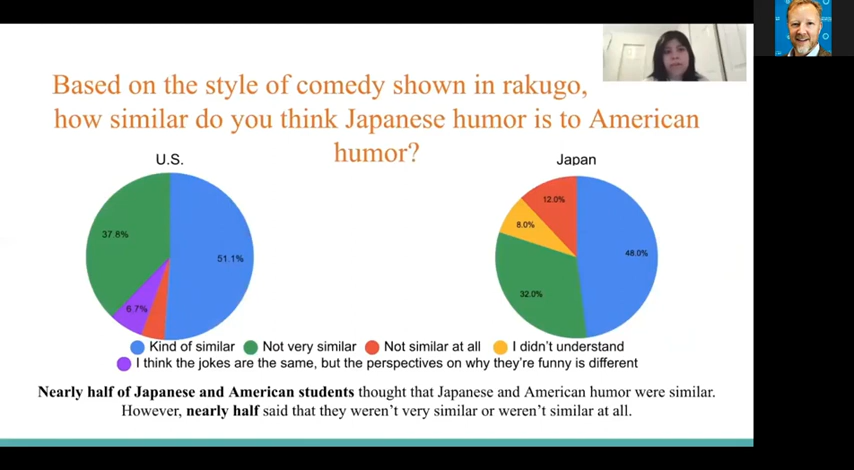 Based on the style of comedy shown in rakugo,
how similar do you think Japanese humor is to American
humor?
U.S.
Japan
37.8%
51.1%
6.7%
12.0%
8.0%
48.0%
32.0%
Kind of similar
Not very similar
Not similar at all
I didn't understand
I think the jokes are the same, but the perspectives on why they're funny is different
Nearly half of Japanese and American students thought that Japanese and American humor were similar.
However, nearly half said that they weren't very similar or weren't similar at all.